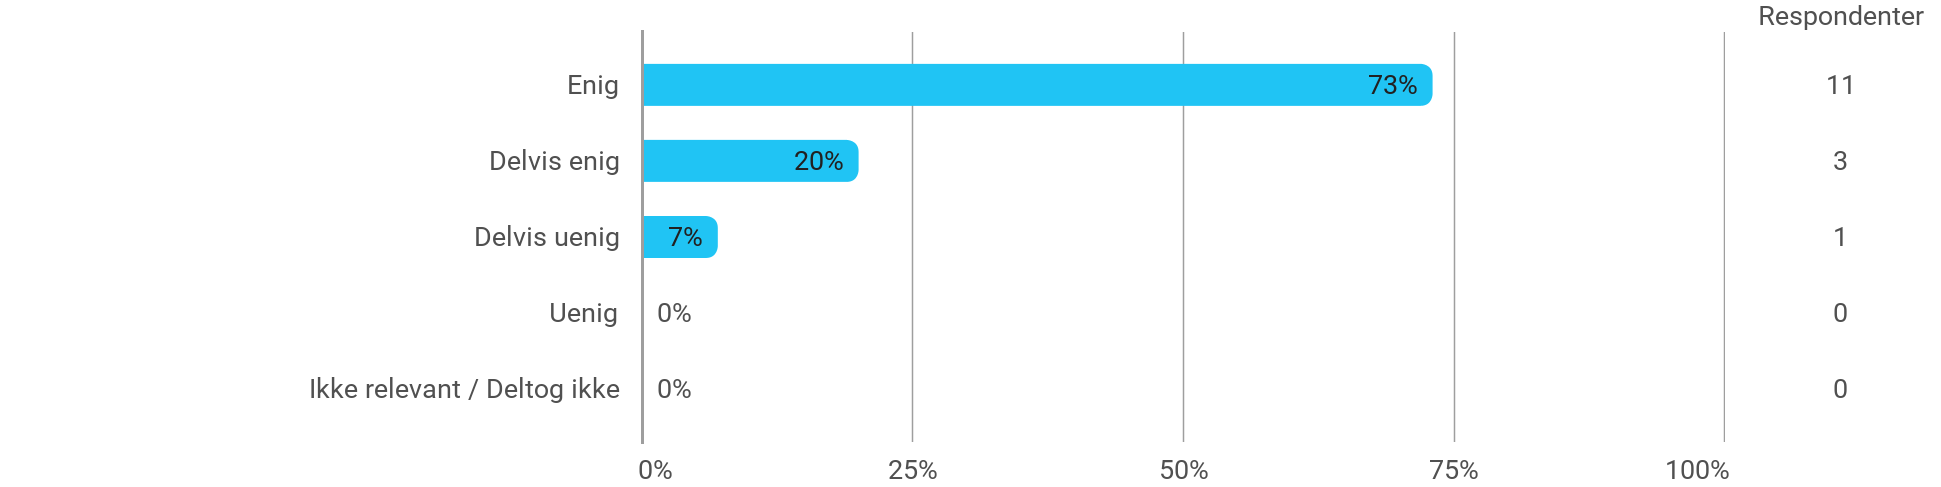 Respondenter
Enig 73% 11
Delvis enig 20% 3
Delvis uenig 7% 1
Uenig 0% 0
Ikke relevant / Deltog ikke 0% 0
0% 25% 50% 75% 100%